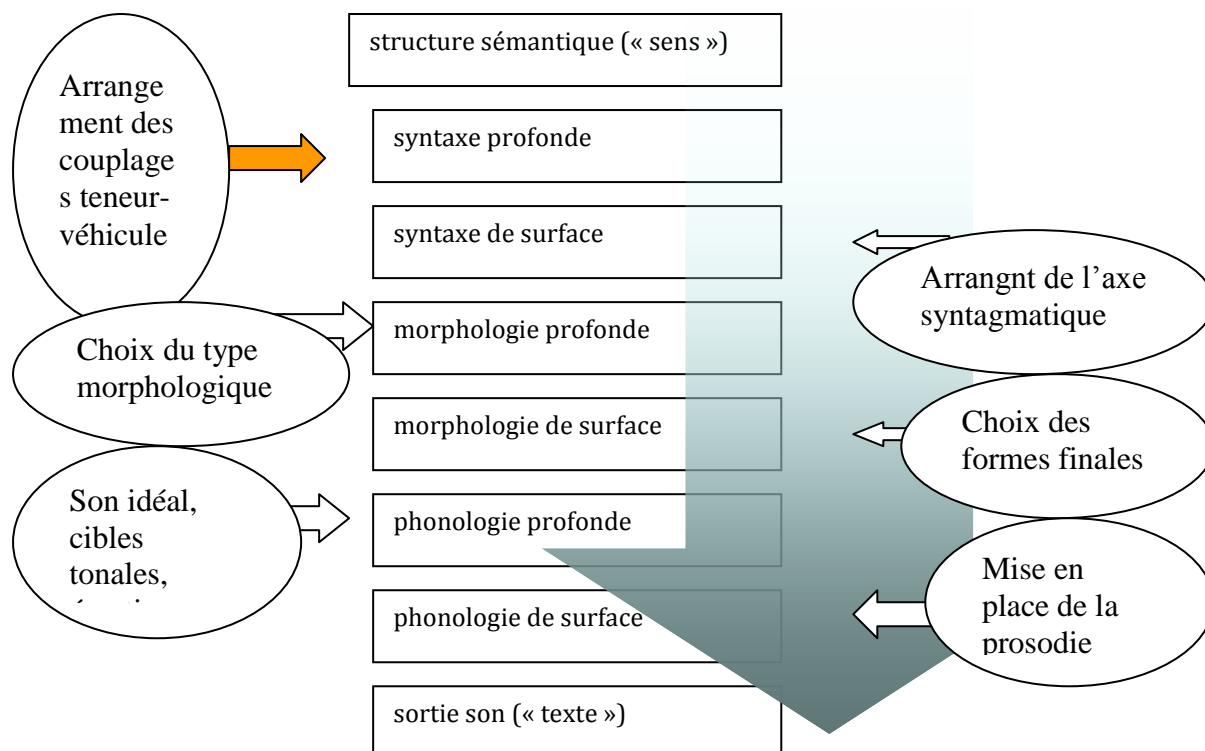 structure sémantique (« sens »)
Arrange
ment des
couplage
s teneur-
véhicule
syntaxe profonde
syntaxe de surface
Arrangnt de l’axe
syntagmatique
morphologie profonde
Choix du type
morphologique
morphologie de surface
Choix des
formes finales
Son idéal,
cibles
tonales,
phonologie profonde
phonologie de surface
Mise en
place de la
prosodie
sortie son (« texte »)